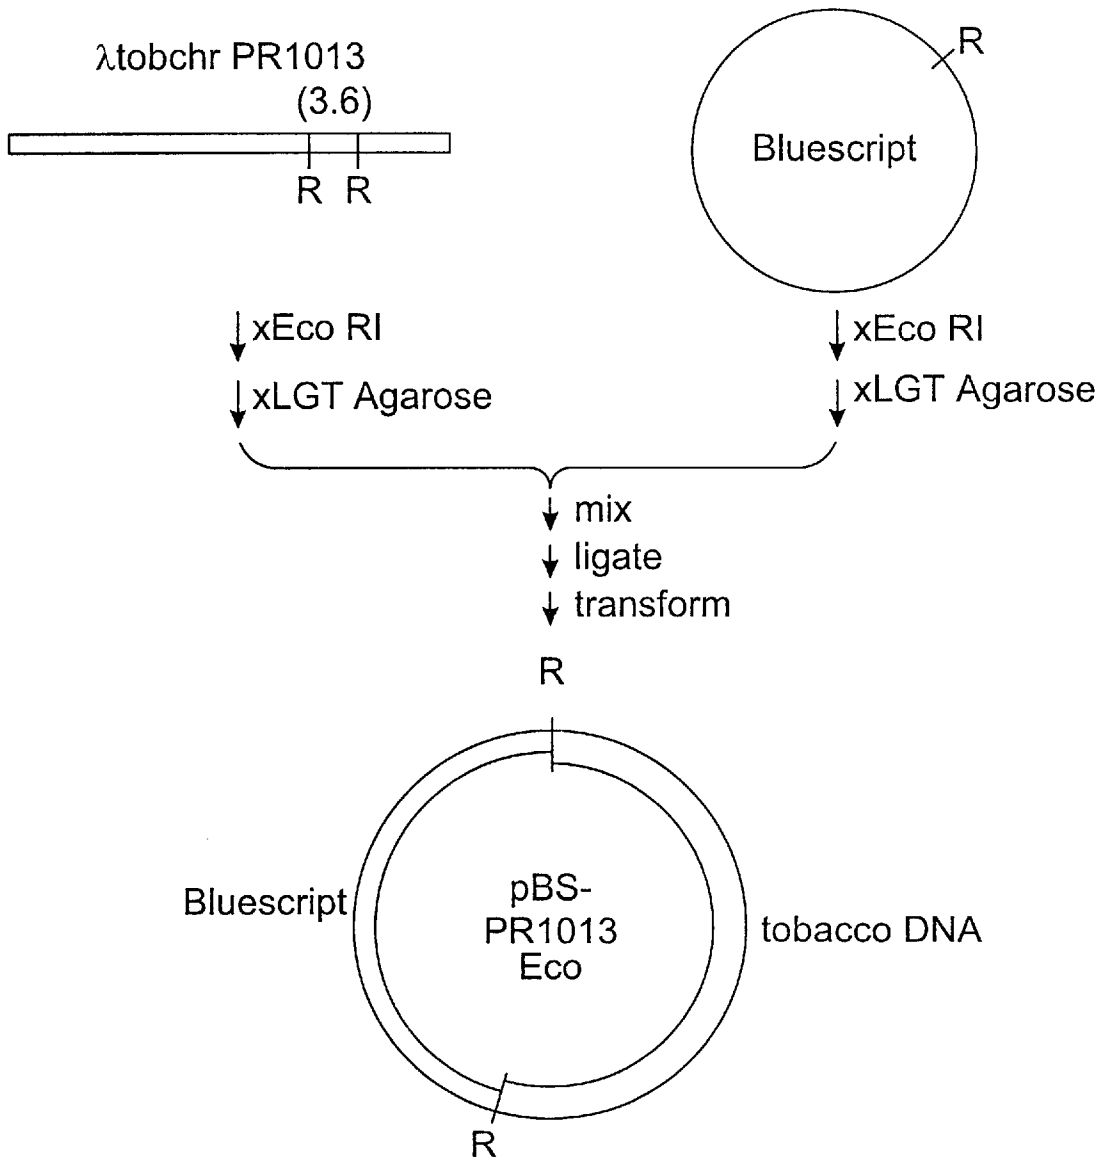 λtobchr PR1013
(3.6)
R R
R
Bluescript
xEco RI
xLGT Agarose
xEco RI
xLGT Agarose
mix
ligate
transform
R
Bluescript
pBS-
PR1013
Eco
tobacco DNA
R